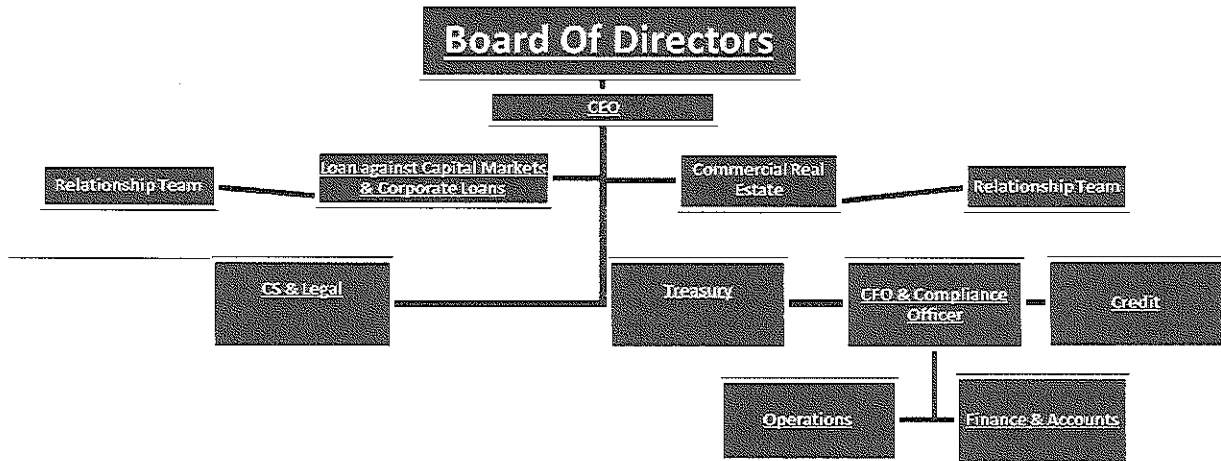 Board Of Directors
CEO
Relationship Team
Loan against Capital Markets
& Corporate Loans
Commercial Real
Estate
Relationship Team
CS & Legal
Treasury
CFO & Compliance
Officer
Credit
Operations
Finance & Accounts